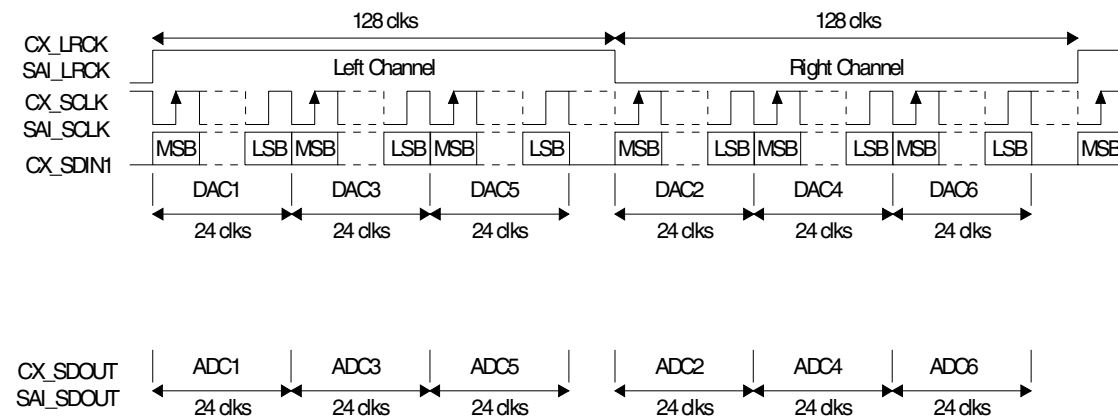 128 clks 128 clks
CX_LRCK
SAI_LRCK Left Channel Right Channel
CX_SCLK
SAI_SCLK
MSB LSB MSB LSB MSB LSB MSB LSB MSB LSB MSB LSB MSB
CX_SDIN1
DAC1 DAC3 DAC5 DAC2 DAC4 DAC6
24 clks 24 clks 24 clks 24 clks 24 clks 24 clks
CX_SDOUT ADC1 ADC3 ADC5 ADC2 ADC4 ADC6
SAI_SDOUT 24 clks 24 clks 24 clks 24 clks 24 clks 24 clks